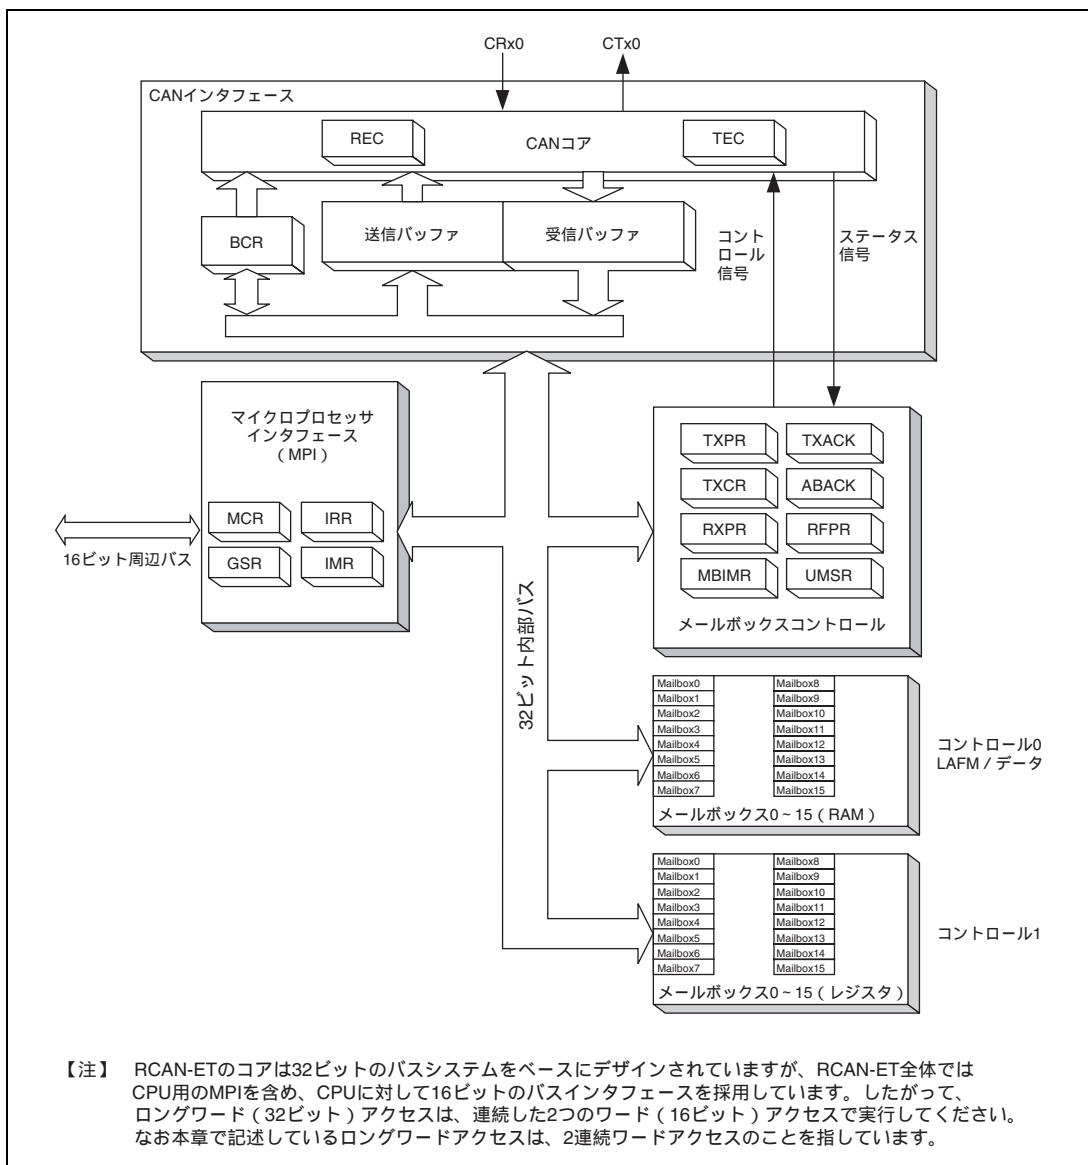 CRx0
CTx0
CANインタフェース
REC
CANコア
TEC
BCR
送信バッファ
受信バッファ
コント
ロール
信号
ステータス
信号
マイクロプロセッサ
インタフェース
(MPI)
MCR
IRR
GSR
IMR
16ビット周辺バス
32ビット内部バス
TXPR
TXACK
TXCR
ABACK
RXPR
RFPR
MBIMR
UMSR
メールボックスコントロール
Mailbox0
Mailbox1
Mailbox2
Mailbox3
Mailbox4
Mailbox5
Mailbox6
Mailbox7
Mailbox8
Mailbox9
Mailbox10
Mailbox11
Mailbox12
Mailbox13
Mailbox14
Mailbox15
メールボックス0~15(RAM)
コントロール0
LAFM / データ
Mailbox0
Mailbox1
Mailbox2
Mailbox3
Mailbox4
Mailbox5
Mailbox6
Mailbox7
Mailbox8
Mailbox9
Mailbox10
Mailbox11
Mailbox12
Mailbox13
Mailbox14
Mailbox15
メールボックス0~15(レジスタ)
コントロール1
【注】 RCAN-ETのコアは32ビットのバスシステムをベースにデザインされていますが、RCAN-ET全体では
CPU用のMPIを含め、CPUに対して16ビットのバスインタフェースを採用しています。したがって、
ロングワード(32ビット)アクセスは、連続した2つのワード(16ビット)アクセスで実行してください。
なお本章で記述しているロングワードアクセスは、2連続ワードアクセスのことを指しています。